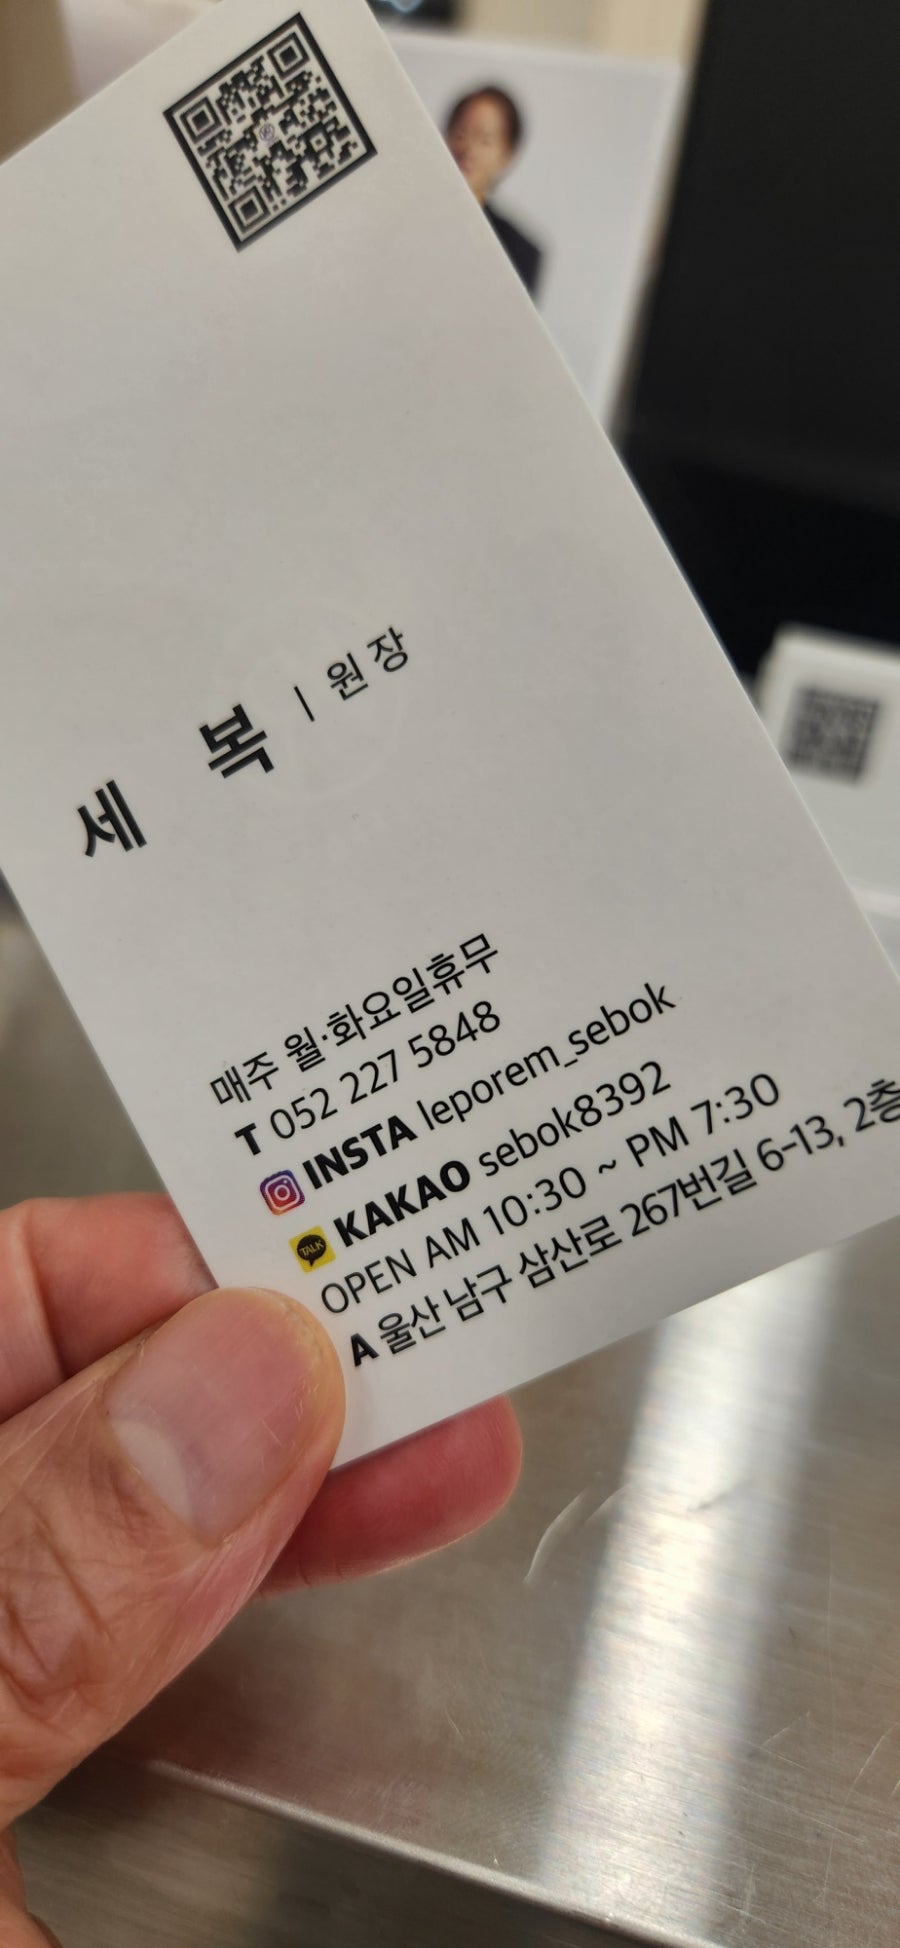 세 복 | 원장
매주 월·화요일휴무
T 052 227 5848
INSTA leporem_sebok
TALK KAKAO sebok8392
OPEN AM 10:30 ~ PM 7:30
A 울산 남구 삼산로 267번길 6-13, 2층